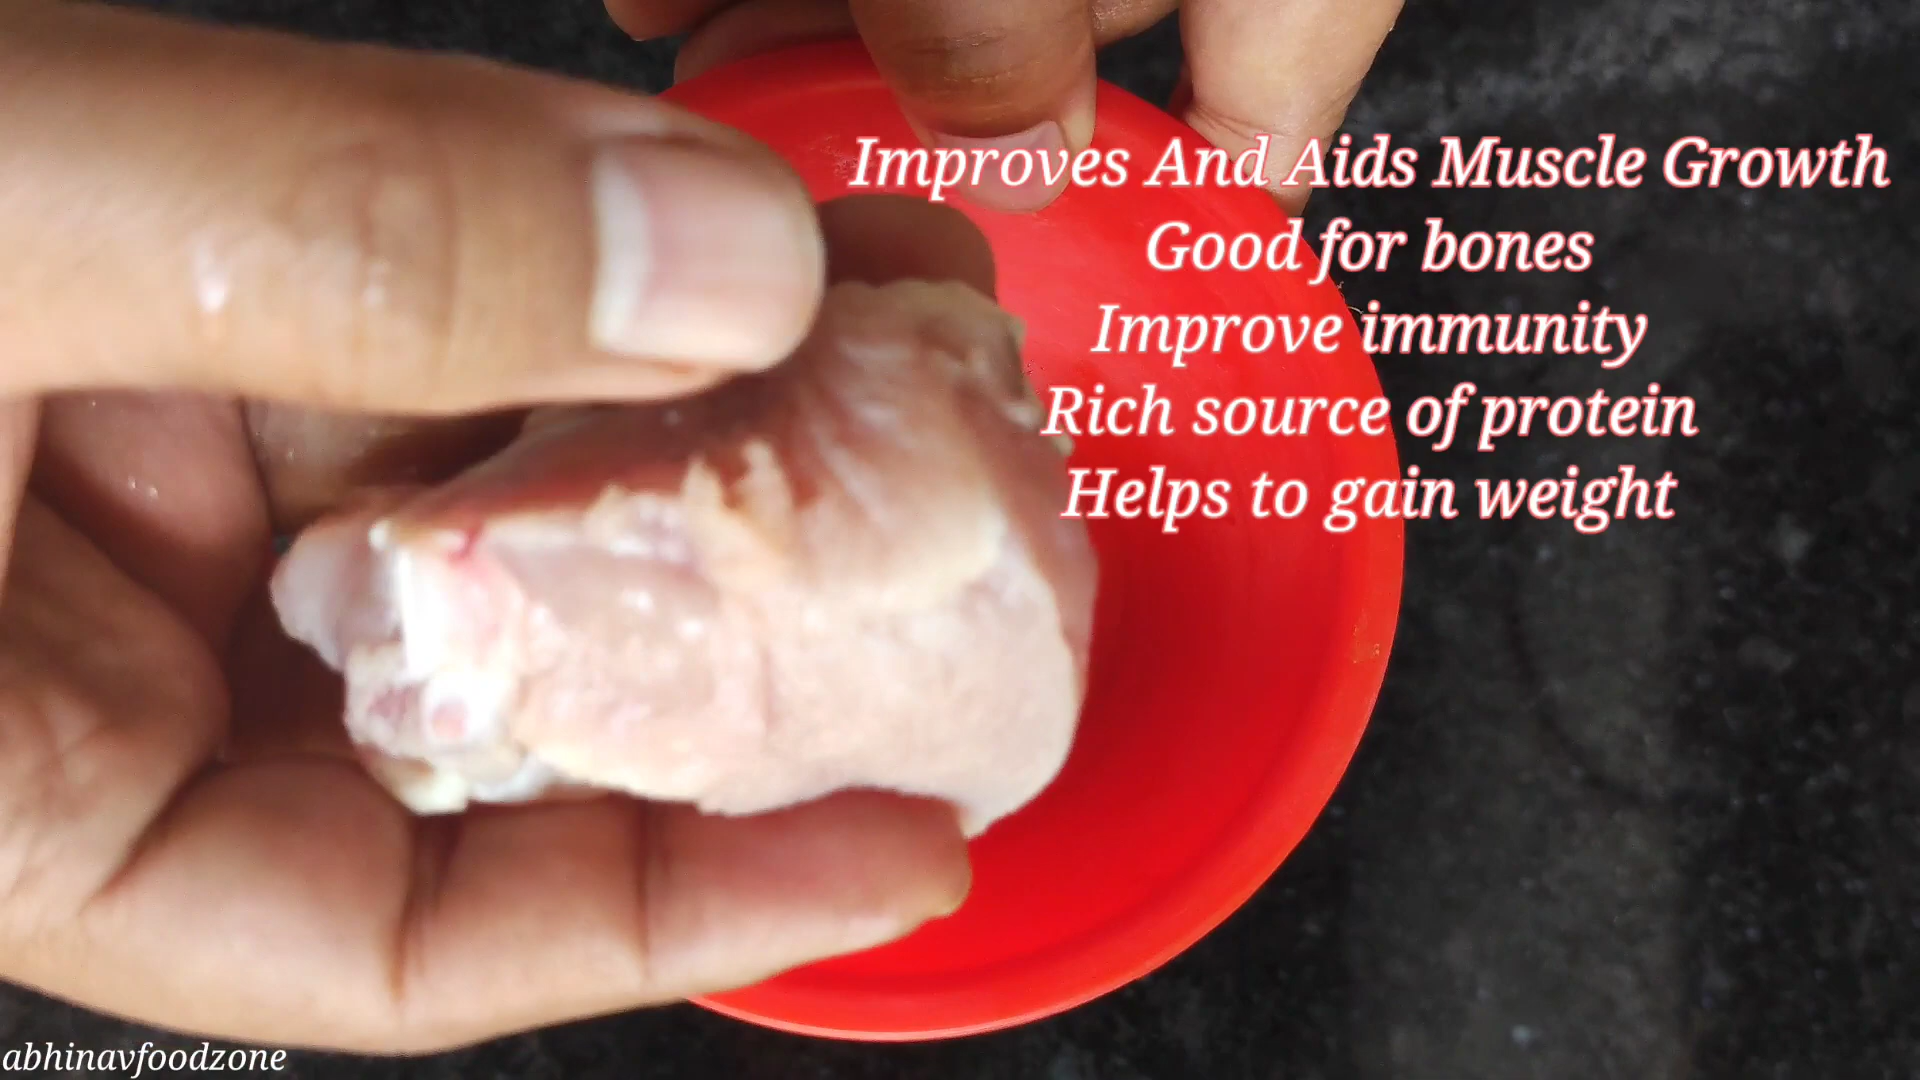 Improves And Aids Muscle Growth
Good for bones
Improve immunity
Rich source of protein
Helps to gain weight
abhinavfoodzone